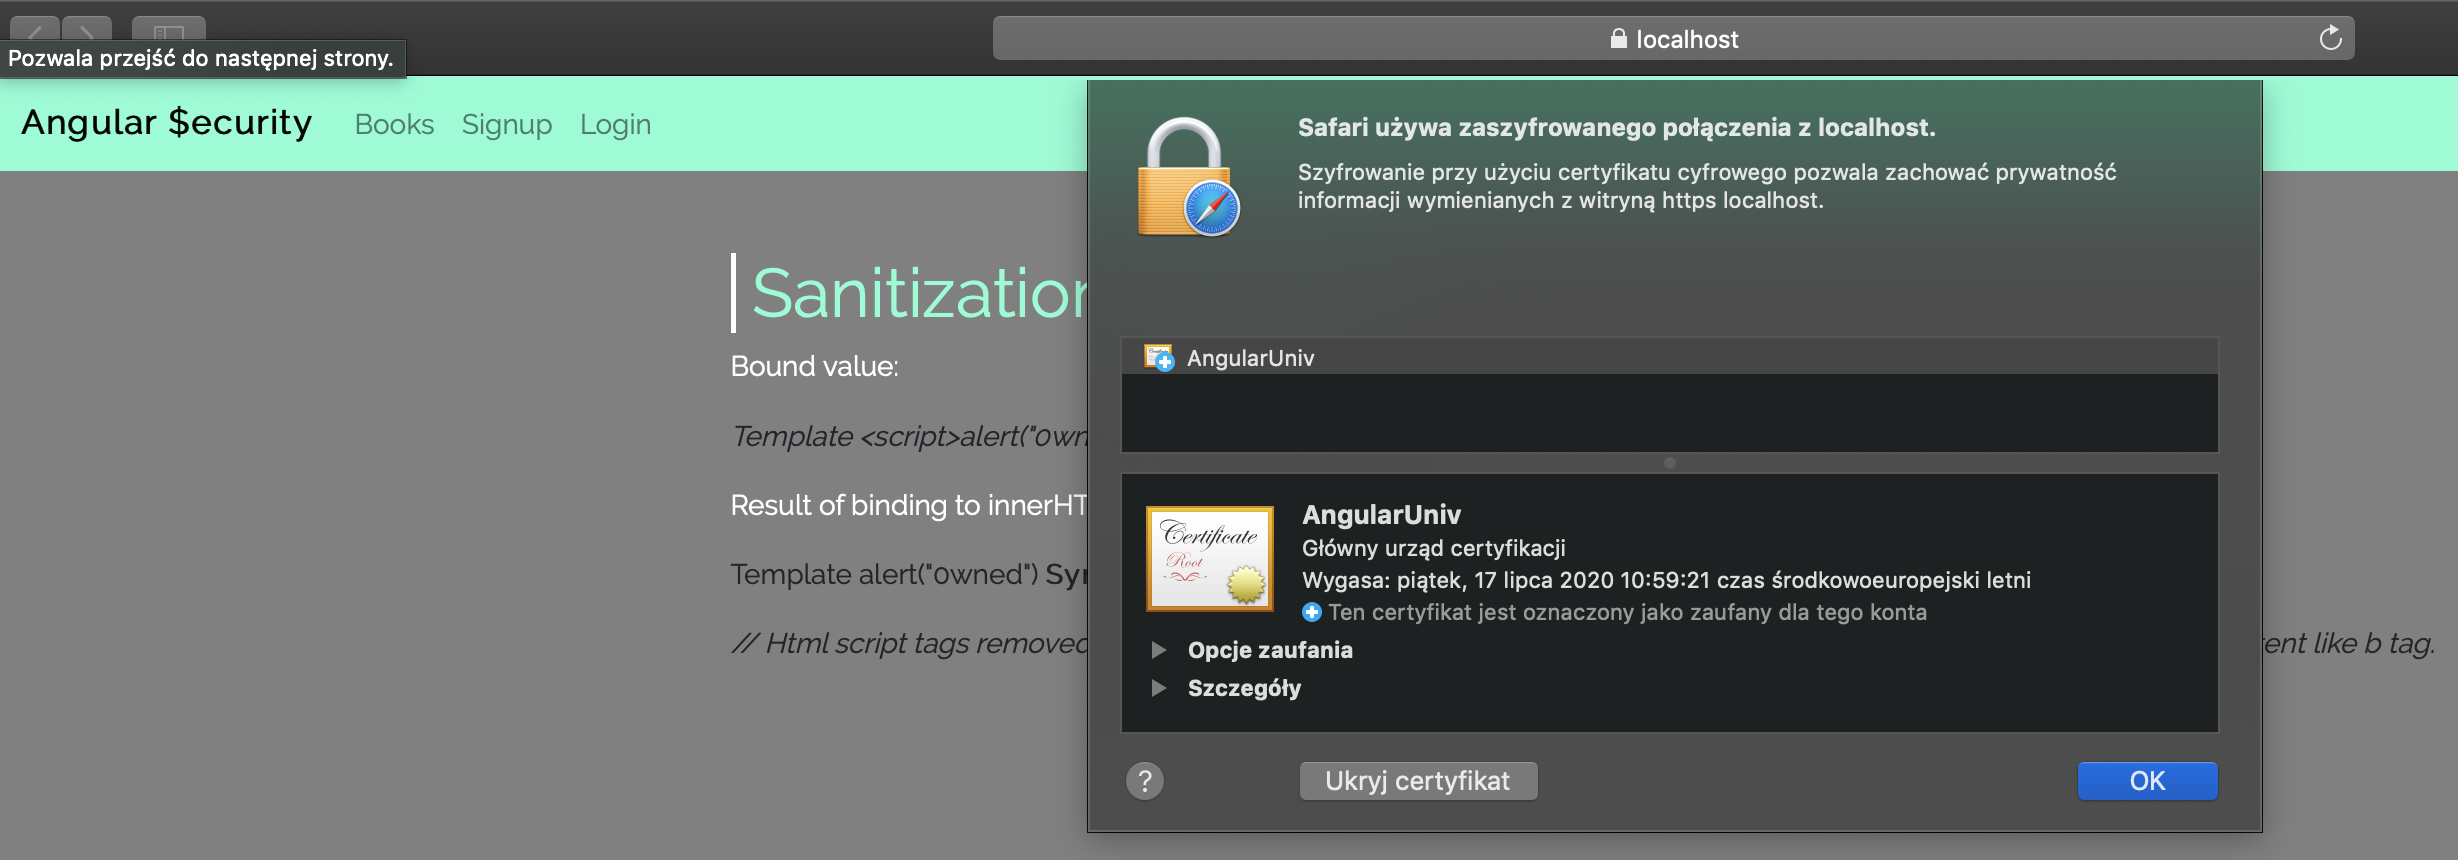 localhost
Pozwala przejść do następnej strony.
Angular $ecurity Books Signup Login
Safari używa zaszyfrowanego połączenia z localhost.
Szyfrowanie przy użyciu certyfikatu cyfrowego pozwala zachować prywatność
informacji wymienianych z witryną https localhost.
Sanitization
Bound value:
Template <script>alert("0wn
Result of binding to innerHT
Template alert("0wned") Syn
// Html script tags removed
ent like b tag.
AngularUniv
Certificate
Root
AngularUniv
Główny urząd certyfikacji
Wygasa: piątek, 17 lipca 2020 10:59:21 czas środkowoeuropejski letni
Ten certyfikat jest oznaczony jako zaufany dla tego konta
Opcje zaufania
Szczegóły
?
Ukryj certyfikat
OK